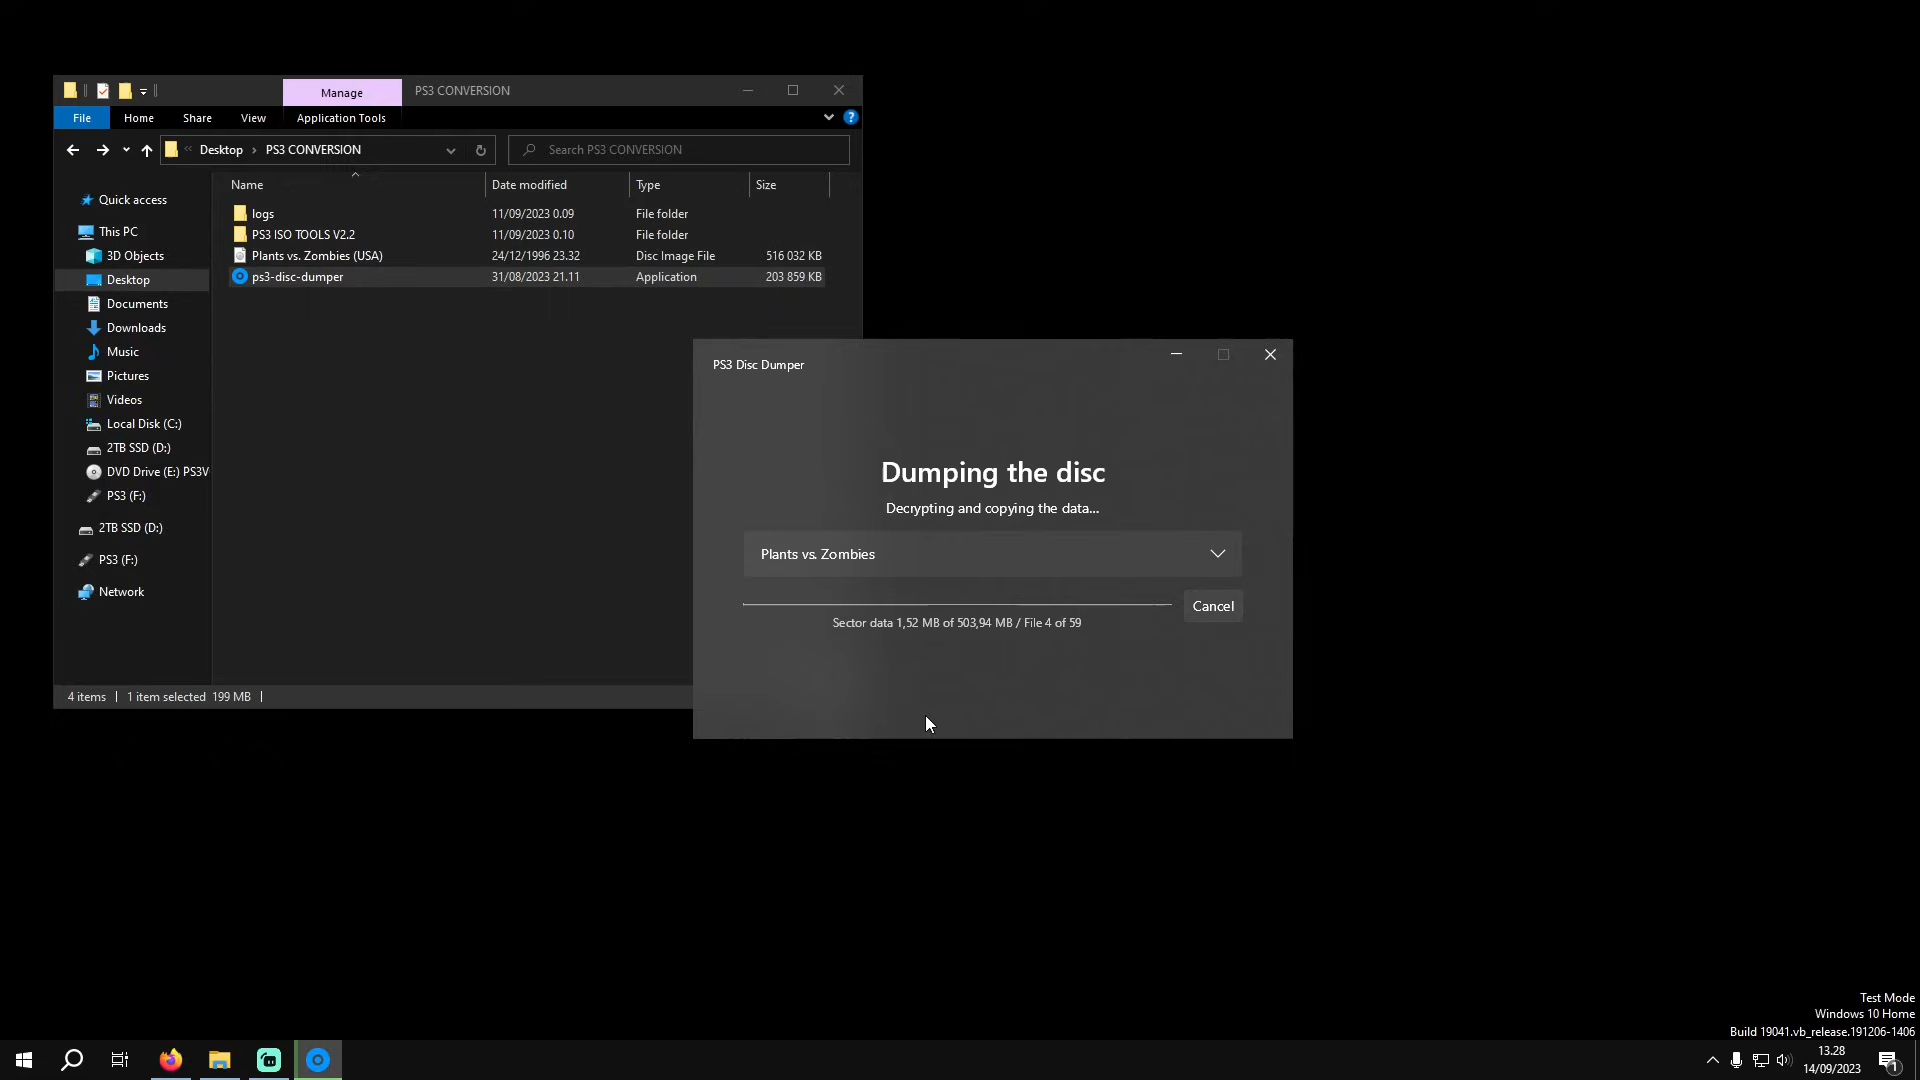 Manage
PS3 CONVERSION
File
Home
Share
View
Application Tools
Desktop
PS3 CONVERSION
Search PS3 CONVERSION
Name
Date modified
Type
Size
logs
11/09/2023 0.09
File folder
PS3 ISO TOOLS V2.2
11/09/2023 0.10
File folder
Plants vs. Zombies (USA)
24/12/1996 23.32
Disc Image File
516 032 KB
ps3-disc-dumper
31/08/2023 21.11
Application
203 859 KB
Quick access
This PC
3D Objects
Desktop
Documents
Downloads
Music
Pictures
Videos
Local Disk (C:)
2TB SSD (D:)
DVD Drive (E:) PS3V
PS3 (F:)
2TB SSD (D:)
PS3 (F:)
Network
4 items
1 item selected 199 MB
PS3 Disc Dumper
Dumping the disc
Decrypting and copying the data...
Plants vs. Zombies
Cancel
Sector data 1,52 MB of 503,94 MB / File 4 of 59
Test Mode
Windows 10 Home
Build 19041.vb_release.191206-1406
13.28
14/09/2023
1